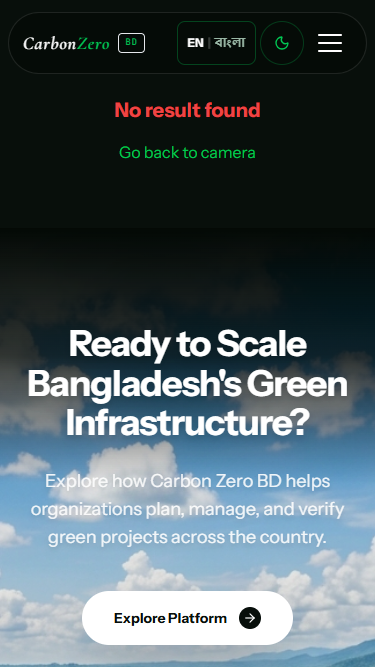 CarbonZero BD EN | বাংলা
No result found
Go back to camera
Ready to Scale
Bangladesh's Green
Infrastructure?
Explore how Carbon Zero BD helps
organizations plan, manage, and verify
green projects across the country.
Explore Platform